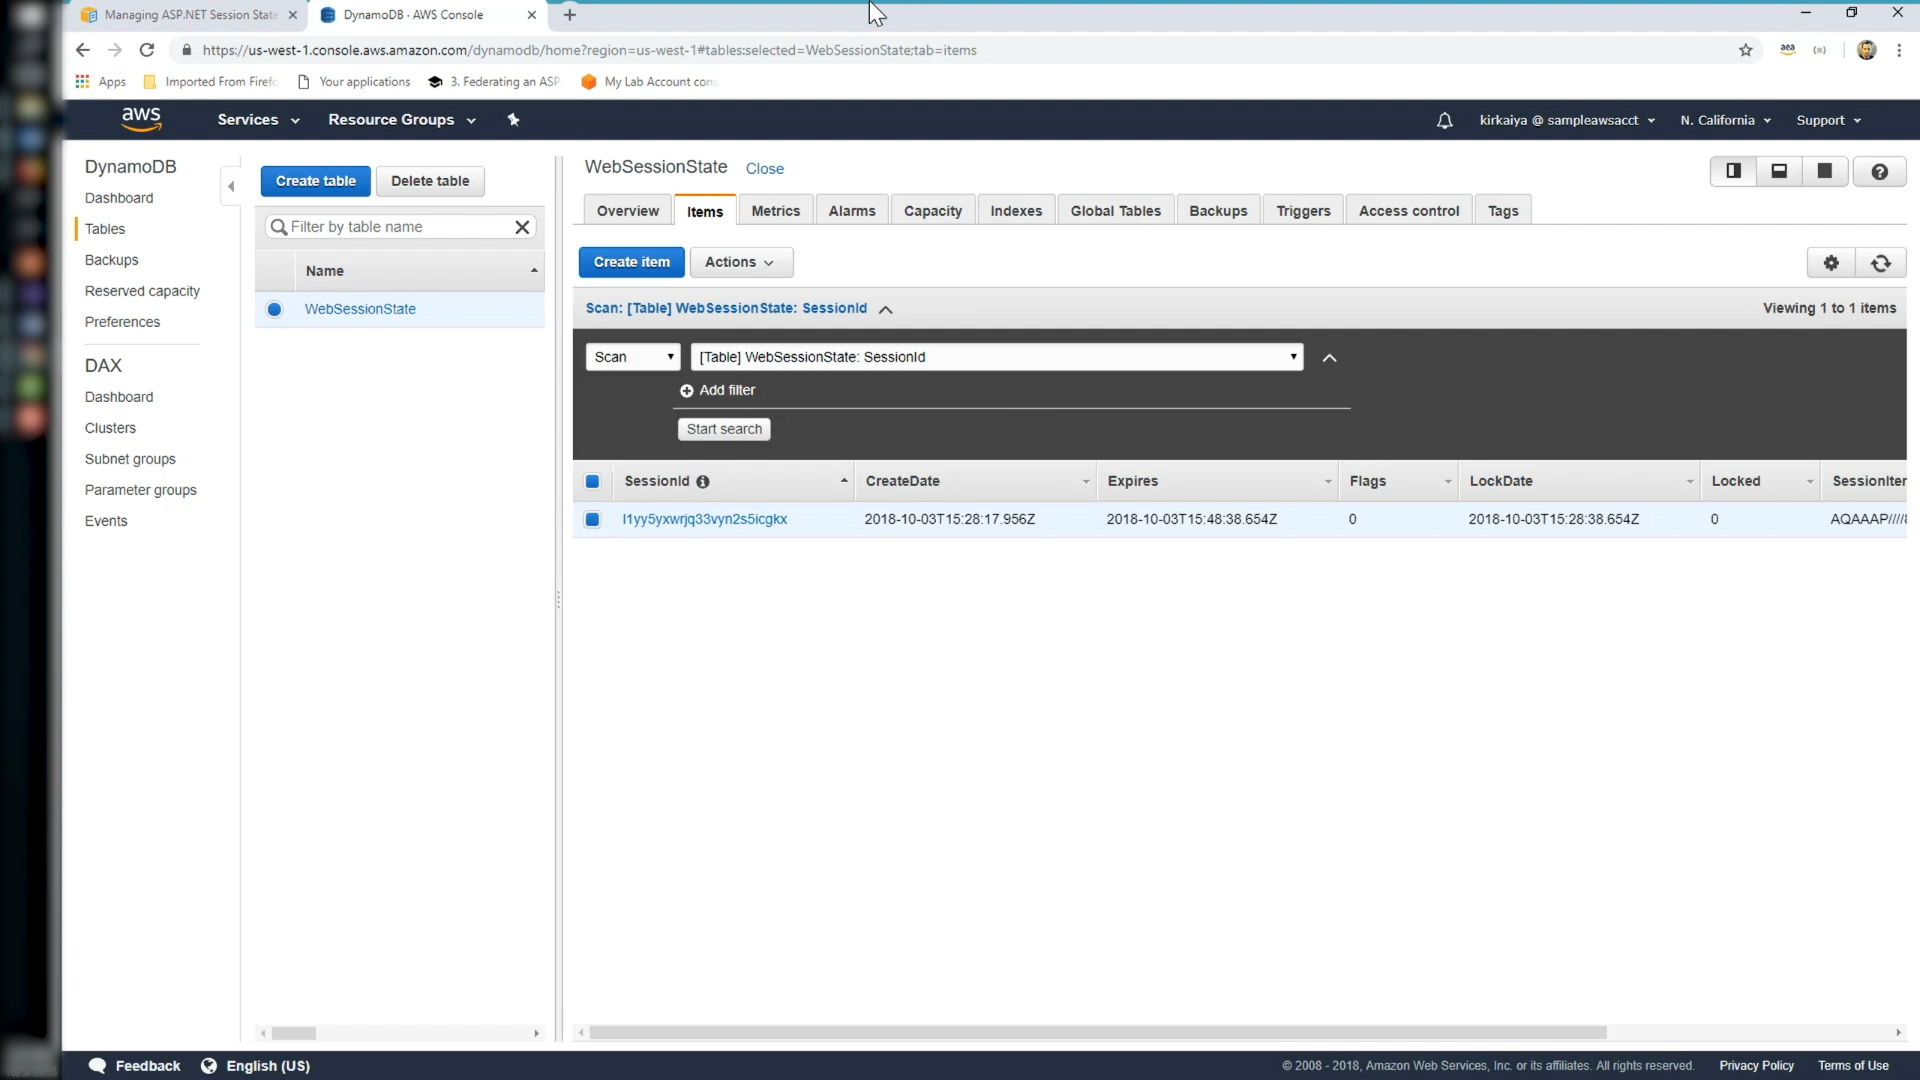 Managing ASP.NET Session State
DynamoDB · AWS Console
https://us-west-1.console.aws.amazon.com/dynamodb/home?region=us-west-1#tables:selected=WebSessionState;tab=items
aea
Apps
Imported From Firefo
Your applications
3. Federating an ASP.
My Lab Account cons
aws
Services
Resource Groups
kirkaiya @ sampleawsacct
N. California
Support
DynamoDB
Dashboard
Tables
Backups
Reserved capacity
Preferences
DAX
Dashboard
Clusters
Subnet groups
Parameter groups
Events
Create table
Delete table
Filter by table name
Name
WebSessionState
WebSessionState
Close
Overview
Items
Metrics
Alarms
Capacity
Indexes
Global Tables
Backups
Triggers
Access control
Tags
Create item
Actions
Scan: [Table] WebSessionState: SessionId
Viewing 1 to 1 items
Scan
[Table] WebSessionState: SessionId
Add filter
Start search
SessionId
CreateDate
Expires
Flags
LockDate
Locked
SessionIter
l1yy5yxwrjq33vyn2s5icgkx
2018-10-03T15:28:17.956Z
2018-10-03T15:48:38.654Z
0
2018-10-03T15:28:38.654Z
0
Feedback
English (US)
© 2008 - 2018, Amazon Web Services, Inc. or its affiliates. All rights reserved.
Privacy Policy
Terms of Use